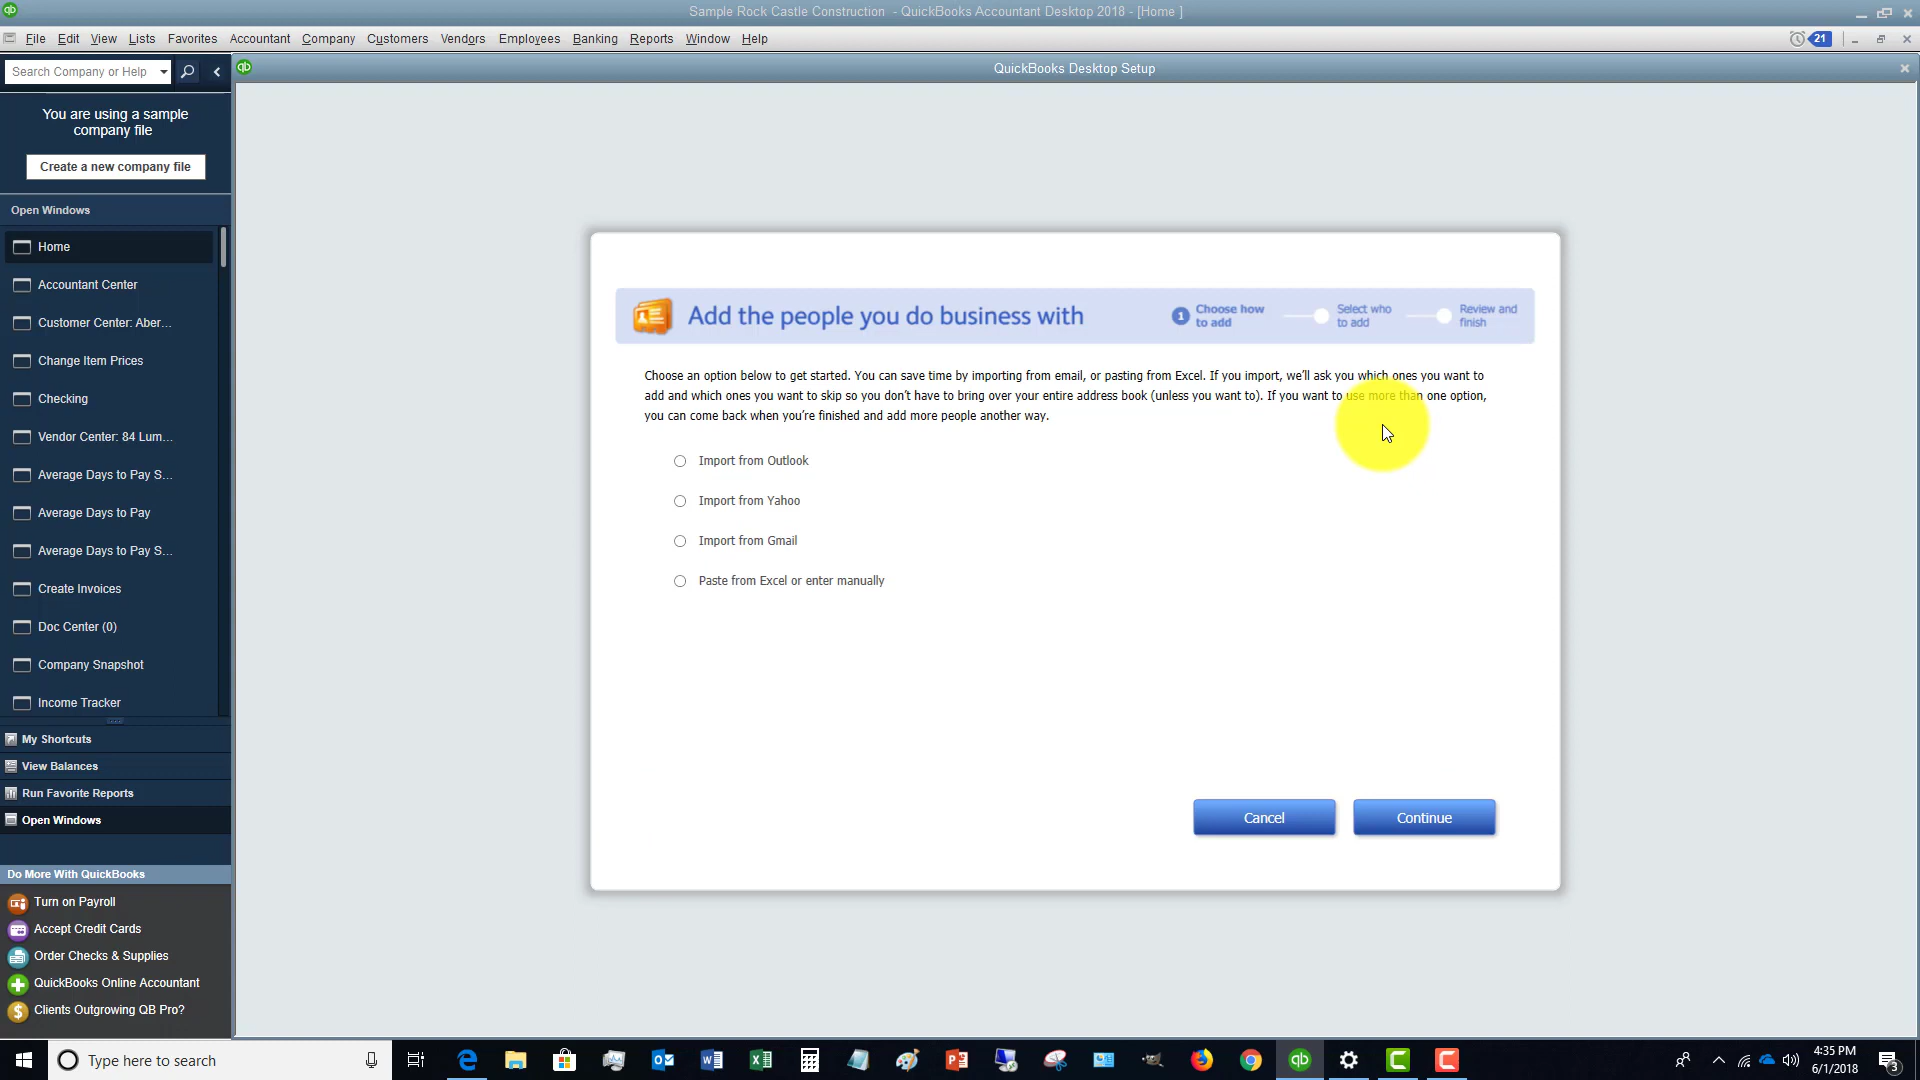 Sample Rock Castle Construction - QuickBooks Accountant Desktop 2018 - [Home ]
File Edit View Lists Favorites Accountant Company Customers Vendors Employees Banking Reports Window Help
21
Search Company or Help
QuickBooks Desktop Setup
You are using a sample
company file
Create a new company file
Open Windows
Home
Accountant Center
Customer Center: Aber...
Change Item Prices
Checking
Vendor Center: 84 Lum...
Average Days to Pay S...
Average Days to Pay
Average Days to Pay S...
Create Invoices
Doc Center (0)
Company Snapshot
Income Tracker
My Shortcuts
View Balances
Run Favorite Reports
Open Windows
Do More With QuickBooks
Turn on Payroll
Accept Credit Cards
Order Checks & Supplies
QuickBooks Online Accountant
Clients Outgrowing QB Pro?
Add the people you do business with
1 Choose how
to add
Select who
to add
Review and
finish
Choose an option below to get started. You can save time by importing from email, or pasting from Excel. If you import, we'll ask you which ones you want to
add and which ones you want to skip so you don't have to bring over your entire address book (unless you want to). If you want to use more than one option,
you can come back when you're finished and add more people another way.
Import from Outlook
Import from Yahoo
Import from Gmail
Paste from Excel or enter manually
Cancel
Continue
Type here to search
4:35 PM
6/1/2018
3